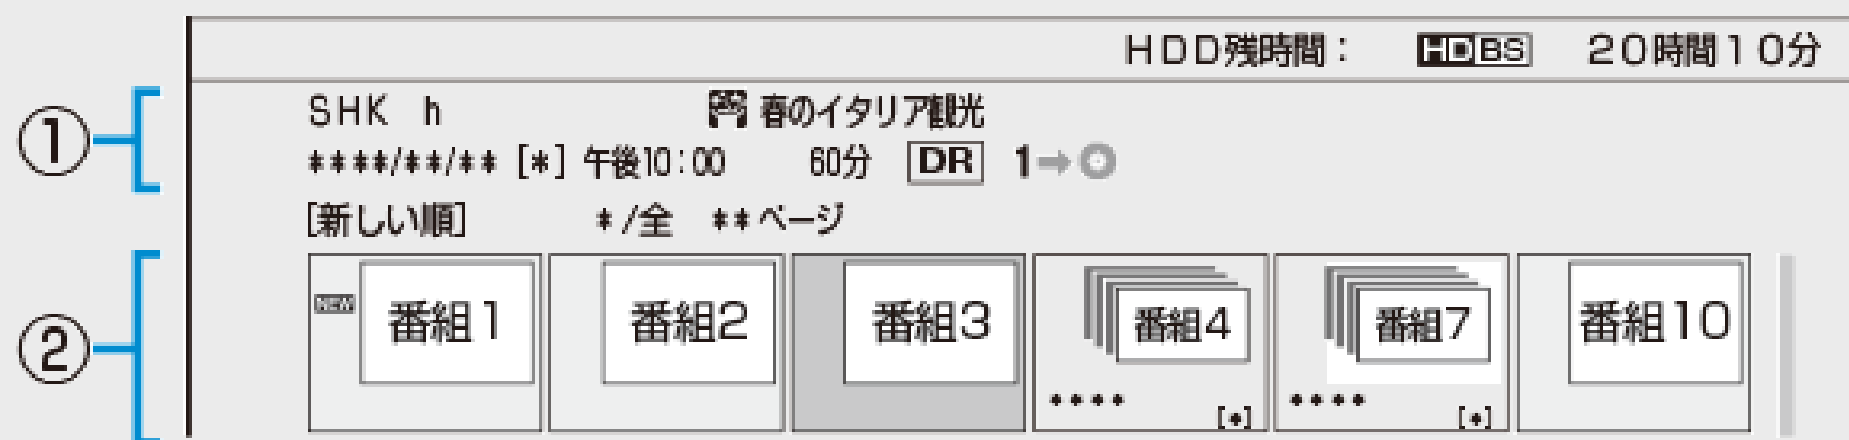 HDD残時間： HD BS 20時間10分
① SHK h 春のイタリア観光
****/**/** [*] 午後10:00 60分 DR 1➡
[新しい順] */全 **ページ
② NEW 番組1 番組2 番組3 番組4 番組7 番組10
**** [*] **** [*]